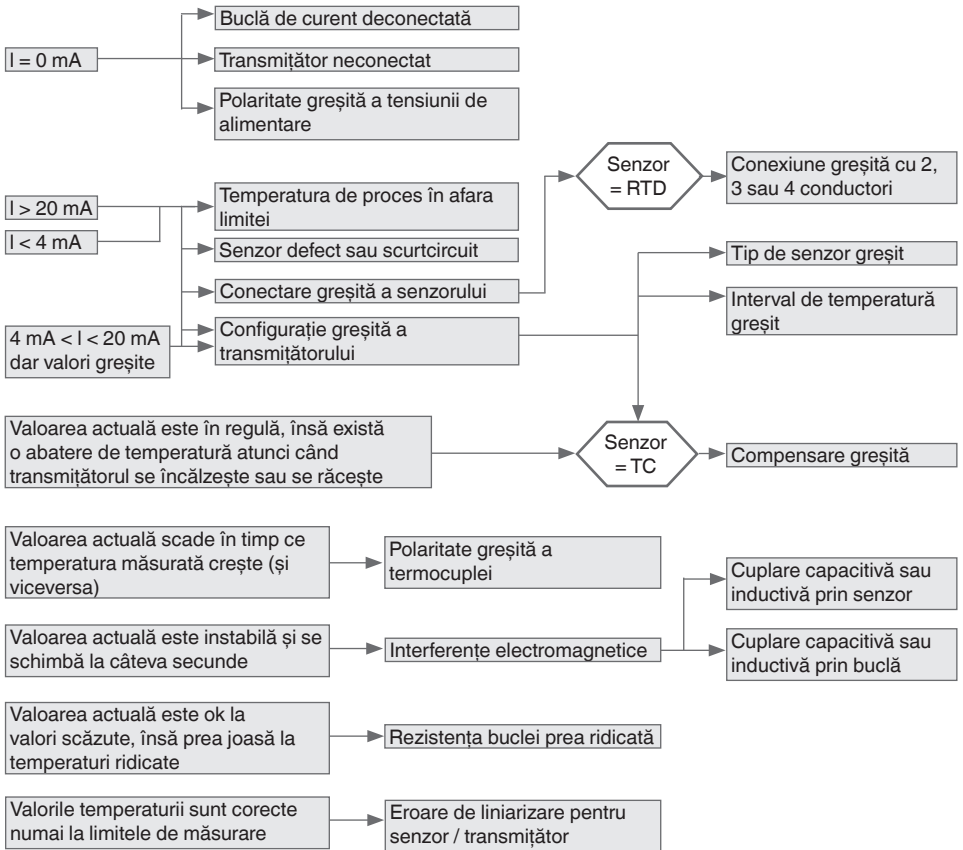 I = 0 mA
Buclă de curent deconectată
Transmițător neconectat
Polaritate greșită a tensiunii de
alimentare
I > 20 mA
I < 4 mA
4 mA < I < 20 mA
dar valori greșite
Temperatura de proces în afara
limitei
Senzor defect sau scurtcircuit
Conectare greșită a senzorului
Configurație greșită a
transmițătorului
Senzor
= RTD
Conexiune greșită cu 2,
3 sau 4 conductori
Tip de senzor greșit
Interval de temperatură
greșit
Valoarea actuală este în regulă, însă există
o abatere de temperatură atunci când
transmițătorul se încălzește sau se răcește
Senzor
= TC
Compensare greșită
Valoarea actuală scade în timp ce
temperatura măsurată crește (și
viceversa)
Polaritate greșită a
termocuplei
Valoarea actuală este instabilă și se
schimbă la câteva secunde
Interferențe electromagnetice
Cuplare capacitivă sau
inductivă prin senzor
Cuplare capacitivă sau
inductivă prin buclă
Valoarea actuală este ok la
valori scăzute, însă prea joasă la
temperaturi ridicate
Rezistența buclei prea ridicată
Valorile temperaturii sunt corecte
numai la limitele de măsurare
Eroare de liniarizare pentru
senzor / transmițător